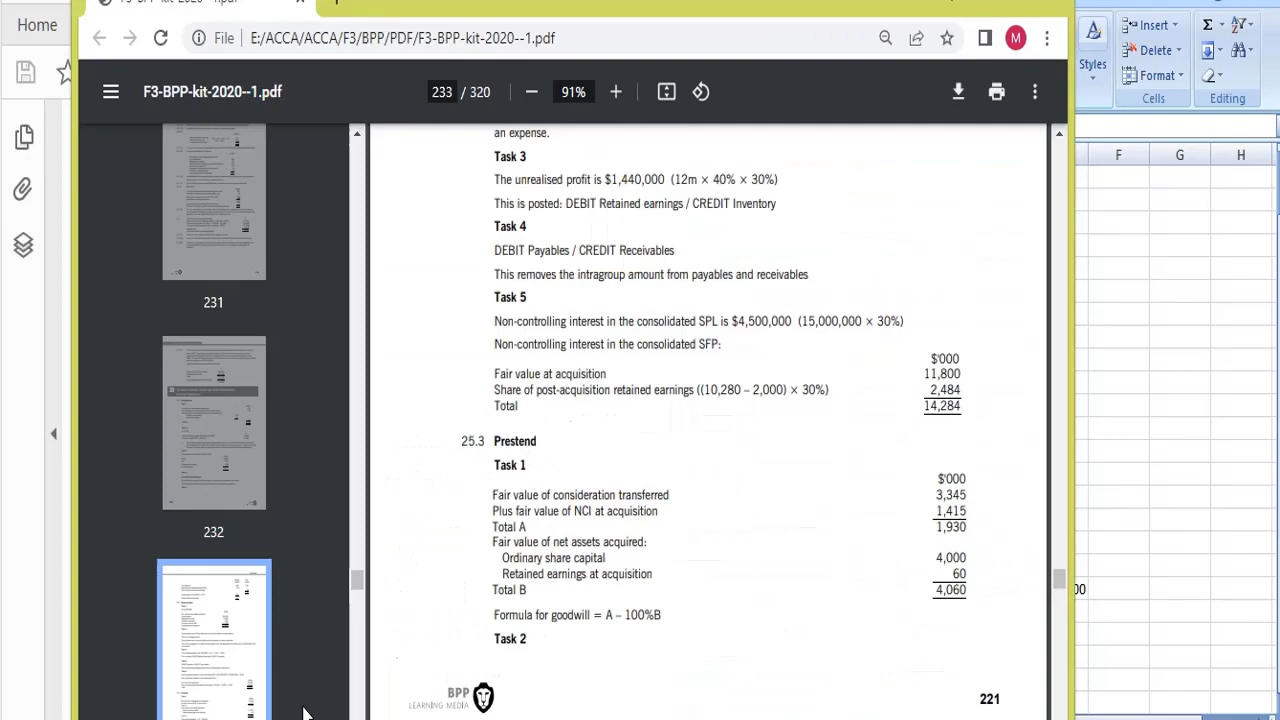 Home
File E:/ACCA/ACCA/F3/BPP/PDF/F3-BPP-kit-2020--1.pdf
M
Insert
Delete
Format
Styles
Cells
Editing
F3-BPP-kit-2020--1.pdf
233 / 320
91%
F G H
231
232
an expense.
Task 3
The unrealised profit is $1,440,000 (12m × 40% × 30%)
This is posted: DEBIT Retained earnings / CREDIT Inventory
Task 4
DEBIT Payables / CREDIT Receivables
This removes the intragroup amount from payables and receivables
Task 5
Non-controlling interest in the consolidated SPL is $4,500,000 (15,000,000 × 30%)
Non-controlling interest in the consolidated SFP:
$'000
Fair value at acquisition 11,800
Share of post-acquisition retained earnings ((10,280 – 2,000) × 30%) 2,484
Total 14,284
25.3 Prestend
Task 1
$'000
Fair value of consideration transferred 3,345
Plus fair value of NCI at acquisition 1,415
Total A 1,930
Fair value of net assets acquired:
Ordinary share capital 4,000
Retained earnings at acquisition 60
Total B 4,060
Formula for goodwill = A – 100%B
Task 2
LEARNING
221